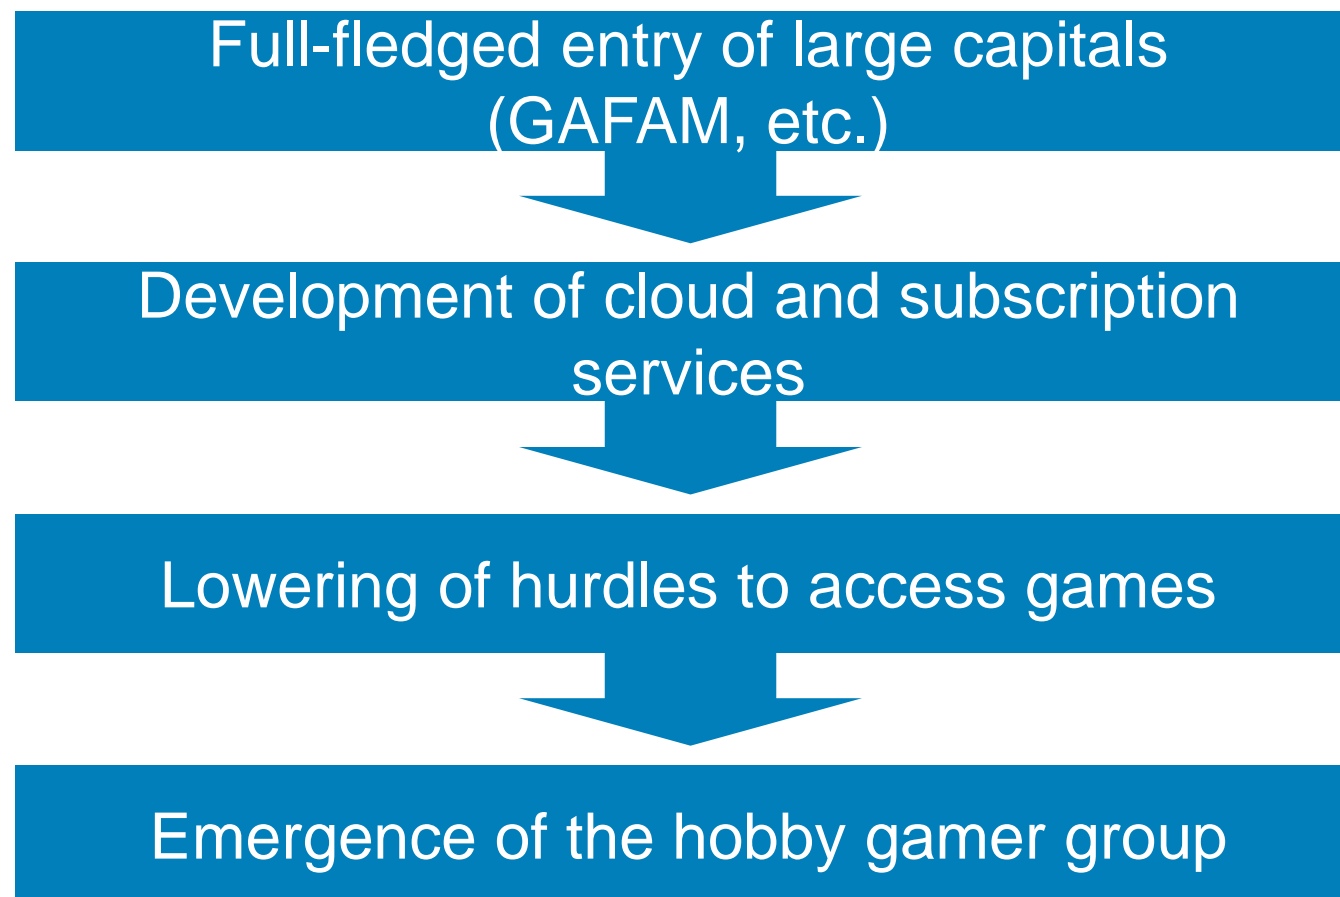 Full-fledged entry of large capitals
(GAFAM, etc.)
Development of cloud and subscription
services
Lowering of hurdles to access games
Emergence of the hobby gamer group